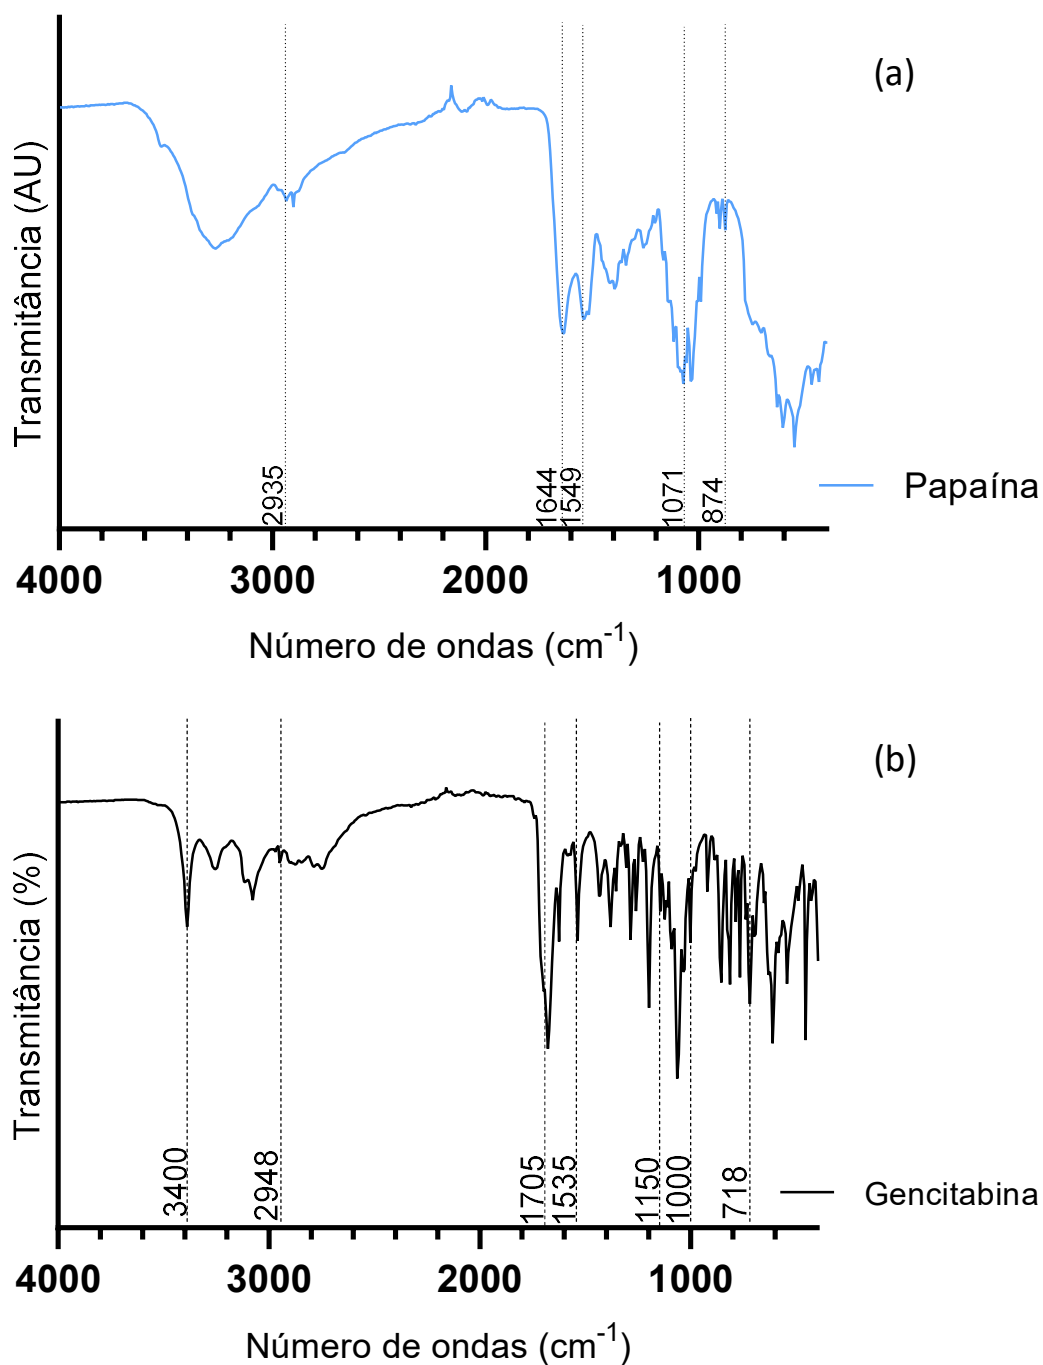 (a)
Transmitância (AU)
2935
1644
1549
1071
874
Papaína
4000 3000 2000 1000
Número de ondas (cm⁻¹)
(b)
Transmitância (%)
3400
2948
1705
1535
1150
1000
718
Gencitabina
4000 3000 2000 1000
Número de ondas (cm⁻¹)